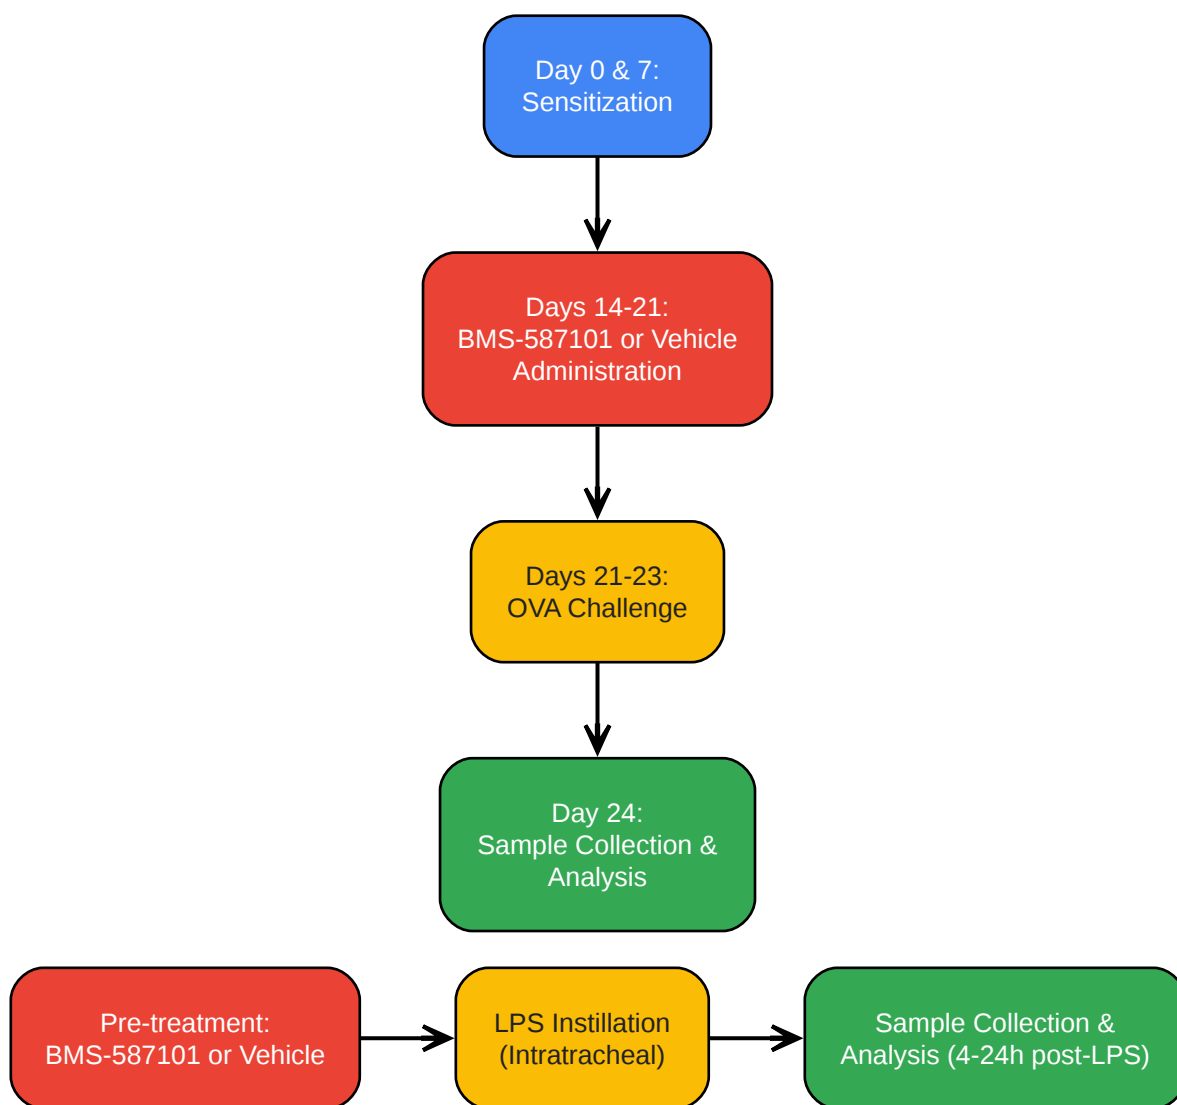 Day 0 & 7:
Sensitization
Days 14-21:
BMS-587101 or Vehicle
Administration
Days 21-23:
OVA Challenge
Day 24:
Sample Collection &
Analysis
Pre-treatment:
BMS-587101 or Vehicle
LPS Instillation
(Intratracheal)
Sample Collection &
Analysis (4-24h post-LPS)